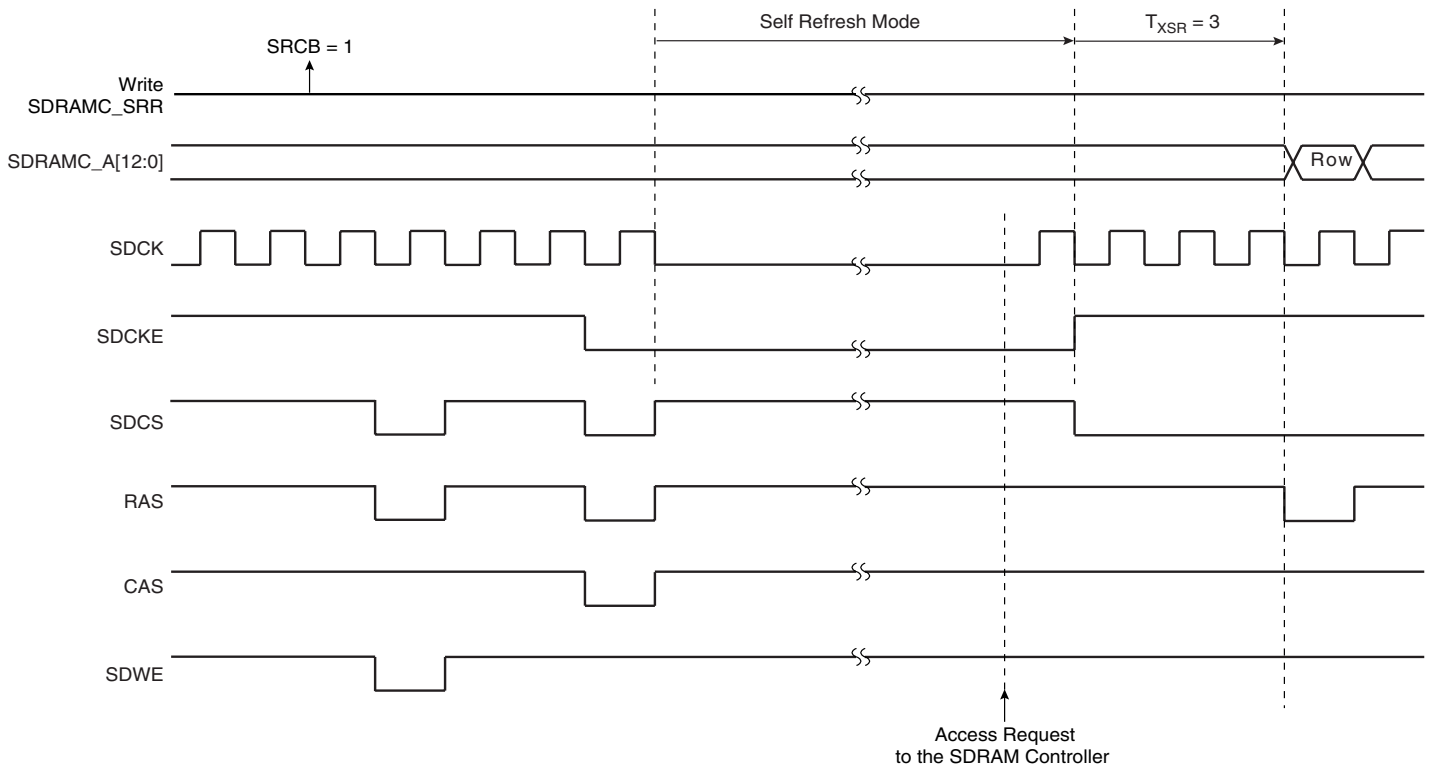 Self Refresh Mode
T_XSR = 3
SRCB = 1
Write
SDRAMC_SRR
SDRAMC_A[12:0]
Row
SDCK
SDCKE
SDCS
RAS
CAS
SDWE
Access Request
to the SDRAM Controller